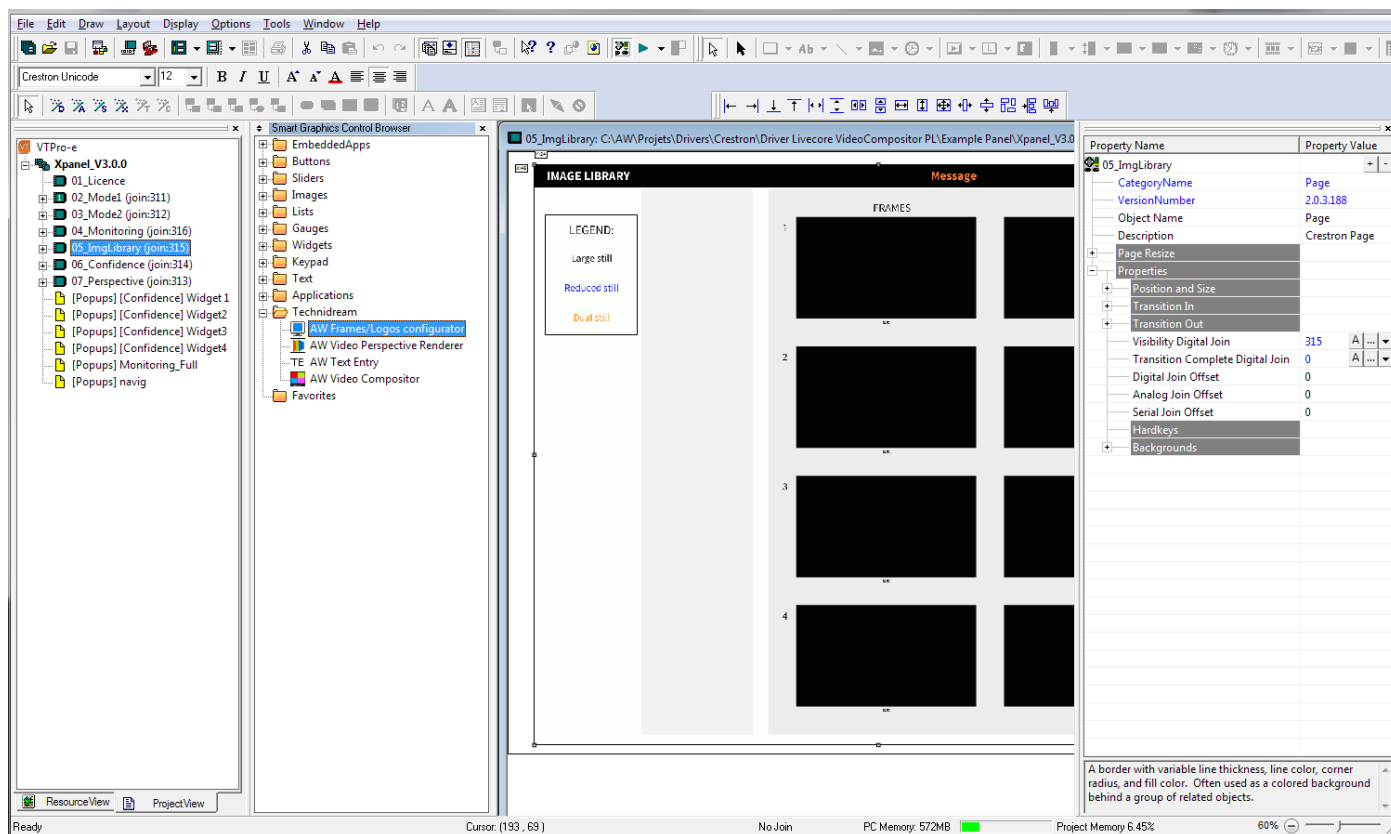 File Edit Draw Layout Display Options Tools Window Help
Crestron Unicode 12 B I U A A A
Smart Graphics Control Browser
VTPro-e
Xpanel_V3.0.0
01_Licence
02_Mode1 (join:311)
03_Mode2 (join:312)
04_Monitoring (join:316)
05_ImgLibrary (join:315)
06_Confidence (join:314)
07_Perspective (join:313)
[Popups] [Confidence] Widget 1
[Popups] [Confidence] Widget2
[Popups] [Confidence] Widget3
[Popups] [Confidence] Widget4
[Popups] Monitoring_Full
[Popups] navig
ResourceView ProjectView
EmbeddedApps
Buttons
Sliders
Images
Lists
Gauges
Widgets
Keypad
Text
Applications
Technidream
AW Frames/Logos configurator
AW Video Perspective Renderer
TE AW Text Entry
AW Video Compositor
Favorites
05_ImgLibrary: C:\AW\Projets\Drivers\Crestron\Driver Livecore VideoCompositor PL\Example Panel\Xpanel_V3.0
IMAGE LIBRARY Message
LEGEND:
Large still
Reduced still
Dual still
FRAMES
1
2
3
4
Property Name Property Value
05_ImgLibrary + -
CategoryName Page
VersionNumber 2.0.3.188
Object Name Page
Description Crestron Page
Page Resize
Properties
Position and Size
Transition In
Transition Out
Visibility Digital Join 315 A ...
Transition Complete Digital Join 0 A ...
Digital Join Offset 0
Analog Join Offset 0
Serial Join Offset 0
Hardkeys
Backgrounds
A border with variable line thickness, line color, corner
radius, and fill color. Often used as a colored background
behind a group of related objects.
Ready Cursor: (193 , 69 ) No Join PC Memory: 572MB Project Memory 6.45% 60%